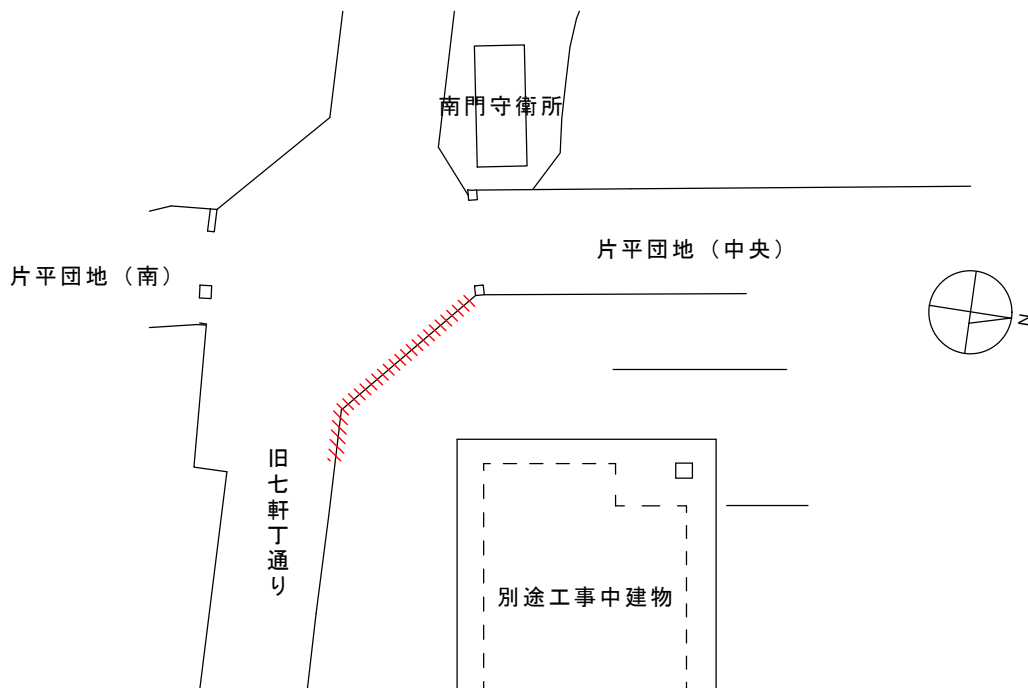 南門守衛所
片平団地（中央）
片平団地（南）
N
旧七軒丁通り
別途工事中建物